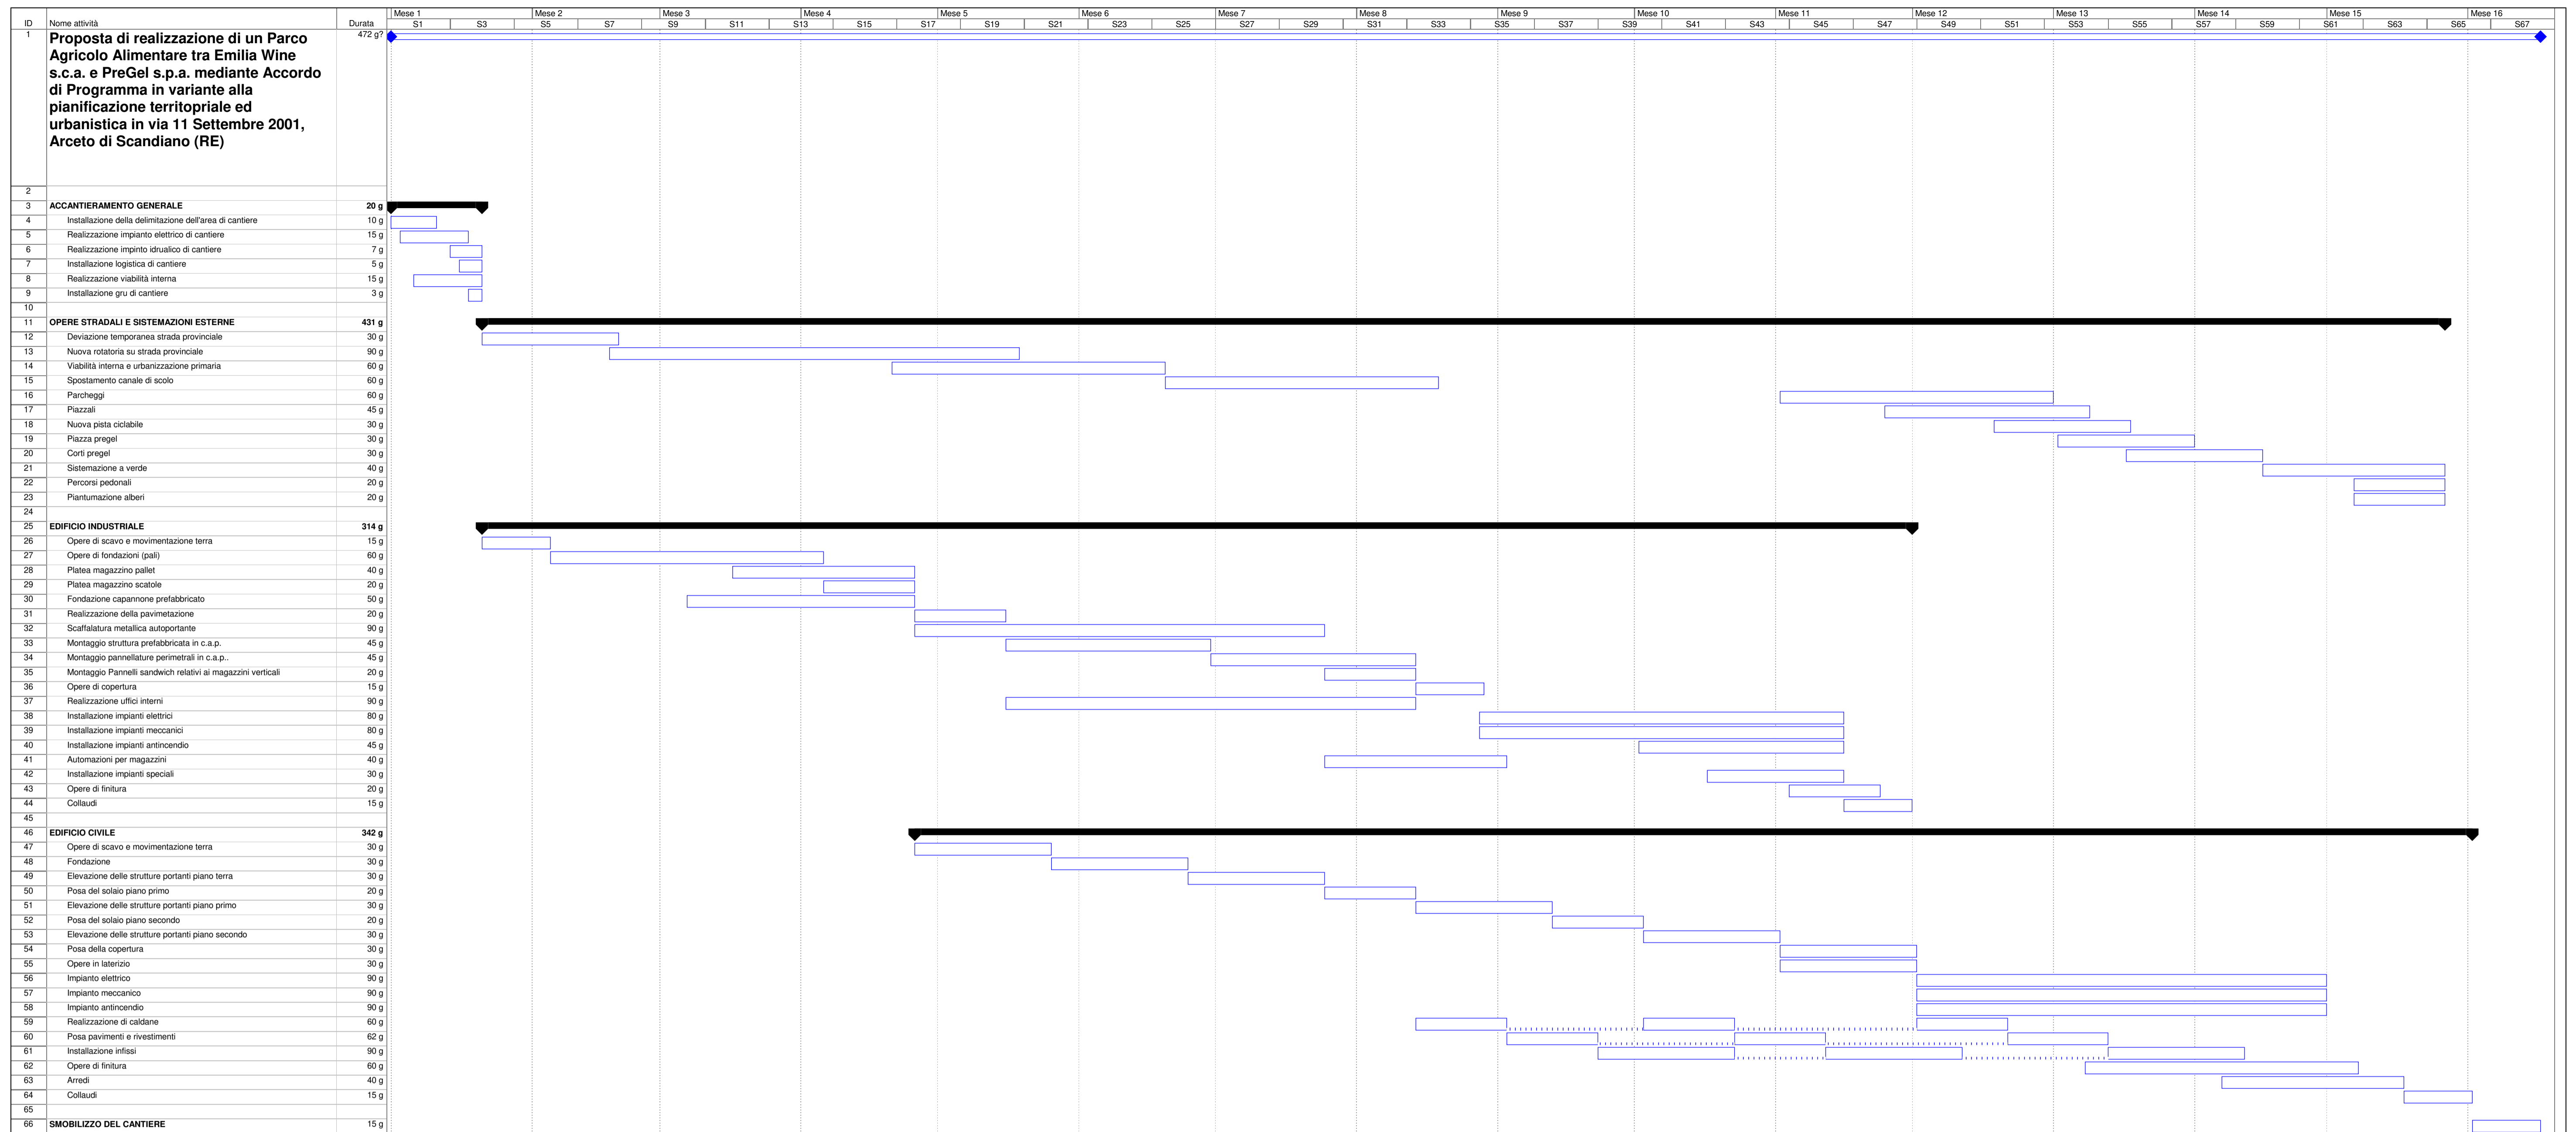 Mese 1 Mese 2 Mese 3 Mese 4 Mese 5 Mese 6 Mese 7 Mese 8 Mese 9 Mese 10 Mese 11 Mese 12 Mese 13 Mese 14 Mese 15 Mese 16
ID Nome attività Durata S1 S3 S5 S7 S9 S11 S13 S15 S17 S19 S21 S23 S25 S27 S29 S31 S33 S35 S37 S39 S41 S43 S45 S47 S49 S51 S53 S55 S57 S59 S61 S63 S65 S67
1 Proposta di realizzazione di un Parco 472 g?
Agricolo Alimentare tra Emilia Wine
s.c.a. e PreGel s.p.a. mediante Accordo
di Programma in variante alla
pianificazione territopriale ed
urbanistica in via 11 Settembre 2001,
Arceto di Scandiano (RE)
2
3 ACCANTIERAMENTO GENERALE 20 g
4 Installazione della delimitazione dell'area di cantiere 10 g
5 Realizzazione impianto elettrico di cantiere 15 g
6 Realizzazione impinto idrualico di cantiere 7 g
7 Installazione logistica di cantiere 5 g
8 Realizzazione viabilità interna 15 g
9 Installazione gru di cantiere 3 g
10
11 OPERE STRADALI E SISTEMAZIONI ESTERNE 431 g
12 Deviazione temporanea strada provinciale 30 g
13 Nuova rotatoria su strada provinciale 90 g
14 Viabilità interna e urbanizzazione primaria 60 g
15 Spostamento canale di scolo 60 g
16 Parcheggi 60 g
17 Piazzali 45 g
18 Nuova pista ciclabile 30 g
19 Piazza pregel 30 g
20 Corti pregel 30 g
21 Sistemazione a verde 40 g
22 Percorsi pedonali 20 g
23 Piantumazione alberi 20 g
24
25 EDIFICIO INDUSTRIALE 314 g
26 Opere di scavo e movimentazione terra 15 g
27 Opere di fondazioni (pali) 60 g
28 Platea magazzino pallet 40 g
29 Platea magazzino scatole 20 g
30 Fondazione capannone prefabbricato 50 g
31 Realizzazione della pavimetazione 20 g
32 Scaffalatura metallica autoportante 90 g
33 Montaggio struttura prefabbricata in c.a.p. 45 g
34 Montaggio pannellature perimetrali in c.a.p.. 45 g
35 Montaggio Pannelli sandwich relativi ai magazzini verticali 20 g
36 Opere di copertura 15 g
37 Realizzazione uffici interni 90 g
38 Installazione impianti elettrici 80 g
39 Installazione impianti meccanici 80 g
40 Installazione impianti antincendio 45 g
41 Automazioni per magazzini 40 g
42 Installazione impianti speciali 30 g
43 Opere di finitura 20 g
44 Collaudi 15 g
45
46 EDIFICIO CIVILE 342 g
47 Opere di scavo e movimentazione terra 30 g
48 Fondazione 30 g
49 Elevazione delle strutture portanti piano terra 30 g
50 Posa del solaio piano primo 20 g
51 Elevazione delle strutture portanti piano primo 30 g
52 Posa del solaio piano secondo 20 g
53 Elevazione delle strutture portanti piano secondo 30 g
54 Posa della copertura 30 g
55 Opere in laterizio 30 g
56 Impianto elettrico 90 g
57 Impianto meccanico 90 g
58 Impianto antincendio 90 g
59 Realizzazione di caldane 60 g
60 Posa pavimenti e rivestimenti 62 g
61 Installazione infissi 90 g
62 Opere di finitura 60 g
63 Arredi 40 g
64 Collaudi 15 g
65
66 SMOBILIZZO DEL CANTIERE 15 g